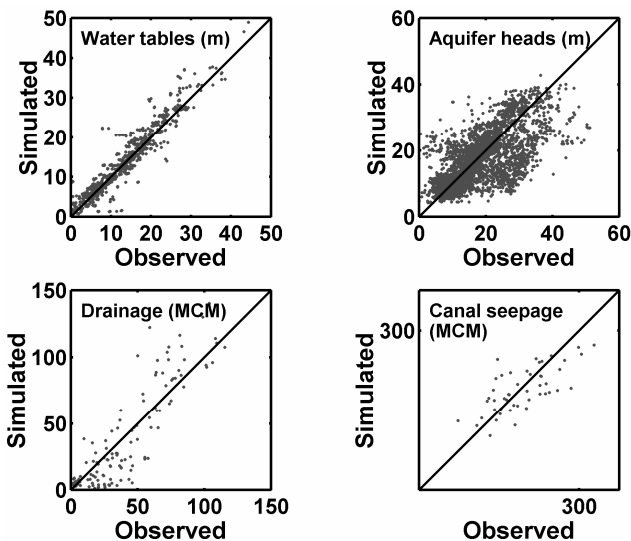 Water tables (m)
50
40
30
20
10
0
Simulated
0 10 20 30 40 50
Observed
Aquifer heads (m)
60
40
20
0
Simulated
0 20 40 60
Observed
Drainage (MCM)
150
100
50
0
Simulated
0 50 100 150
Observed
Canal seepage
(MCM)
300
Simulated
300
Observed